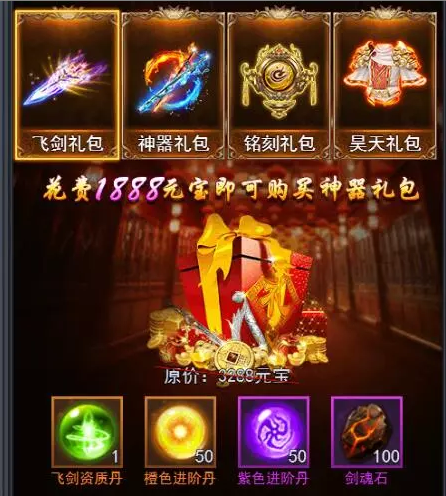 飞剑礼包 神器礼包 铭刻礼包 昊天礼包
花费1888元宝即可购买神器礼包
原价：3288元宝
1 50 50 100
飞剑资质丹 橙色进阶丹 紫色进阶丹 剑魂石